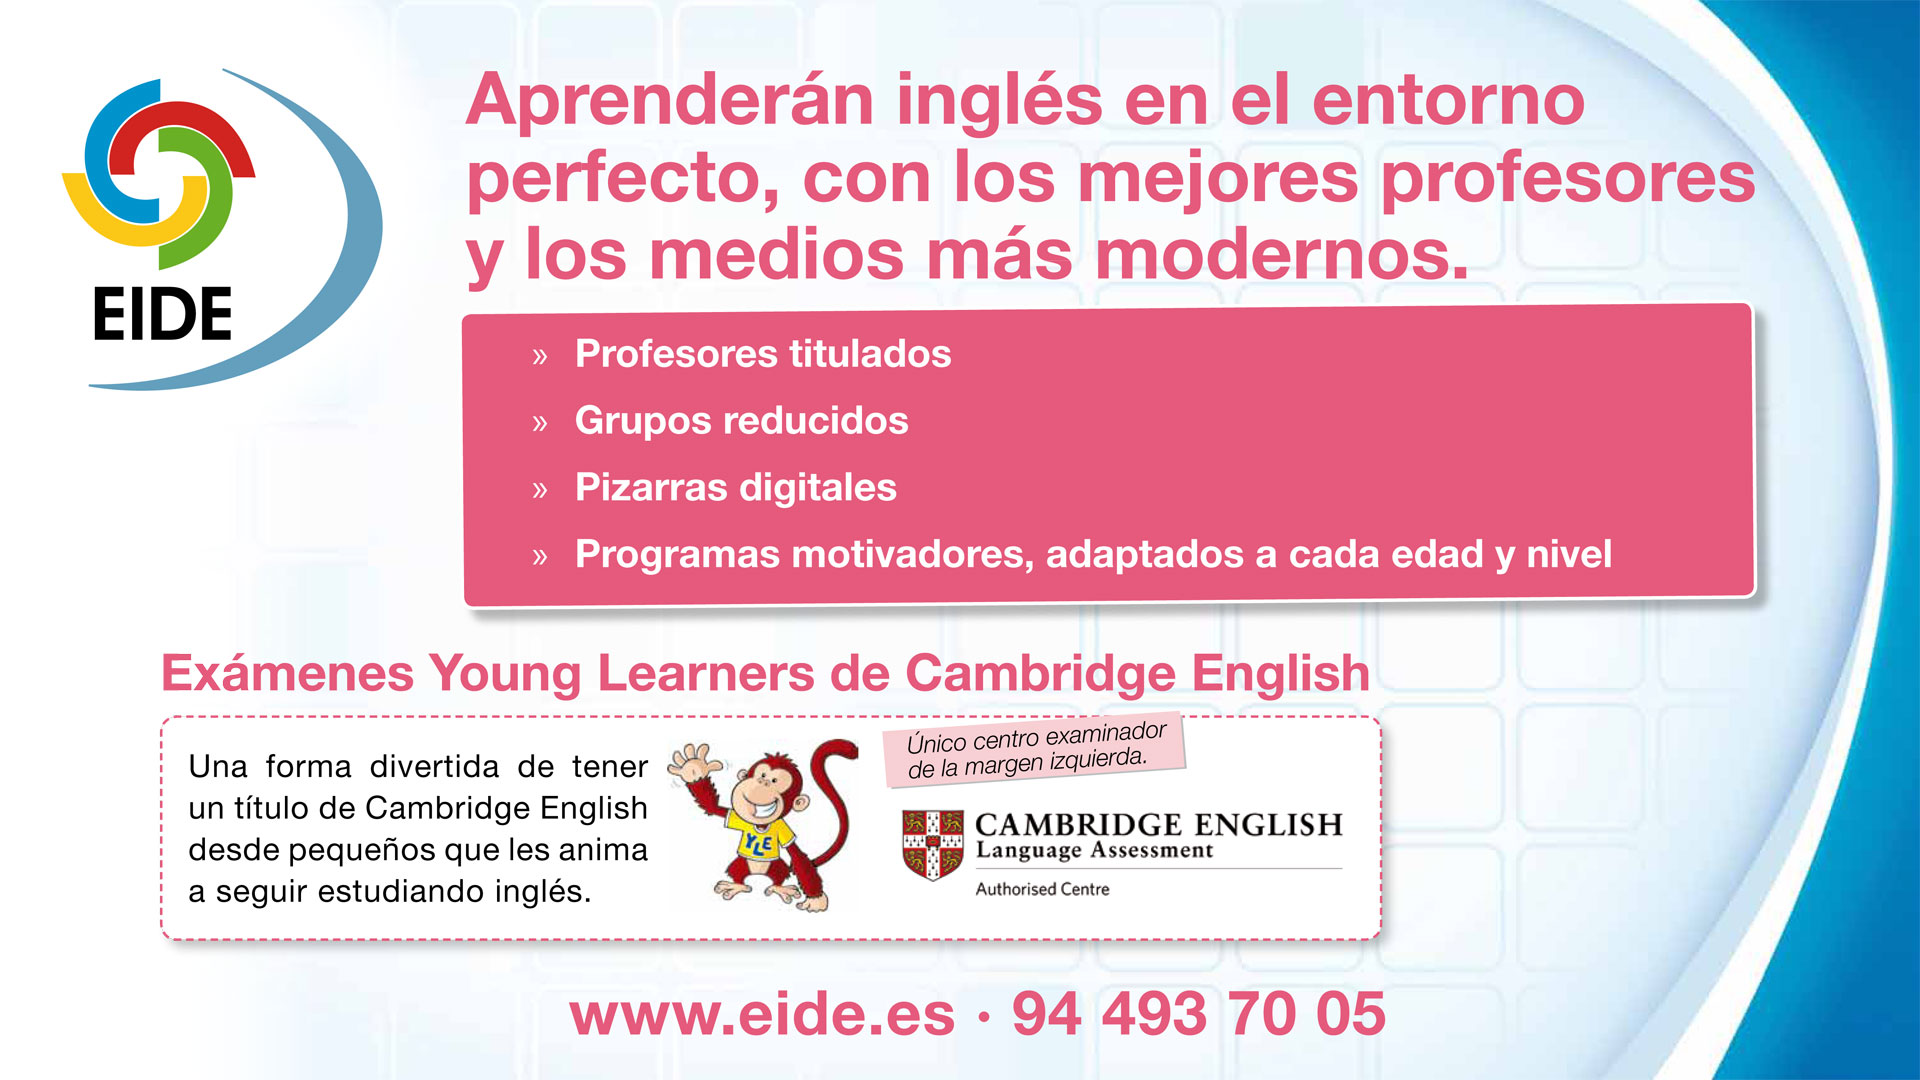 EIDE
Aprenderán inglés en el entorno
perfecto, con los mejores profesores
y los medios más modernos.
» Profesores titulados
» Grupos reducidos
» Pizarras digitales
» Programas motivadores, adaptados a cada edad y nivel
Exámenes Young Learners de Cambridge English
Una forma divertida de tener
un título de Cambridge English
desde pequeños que les anima
a seguir estudiando inglés.
YLE
Único centro examinador
de la margen izquierda.
CAMBRIDGE ENGLISH
Language Assessment
Authorised Centre
www.eide.es · 94 493 70 05